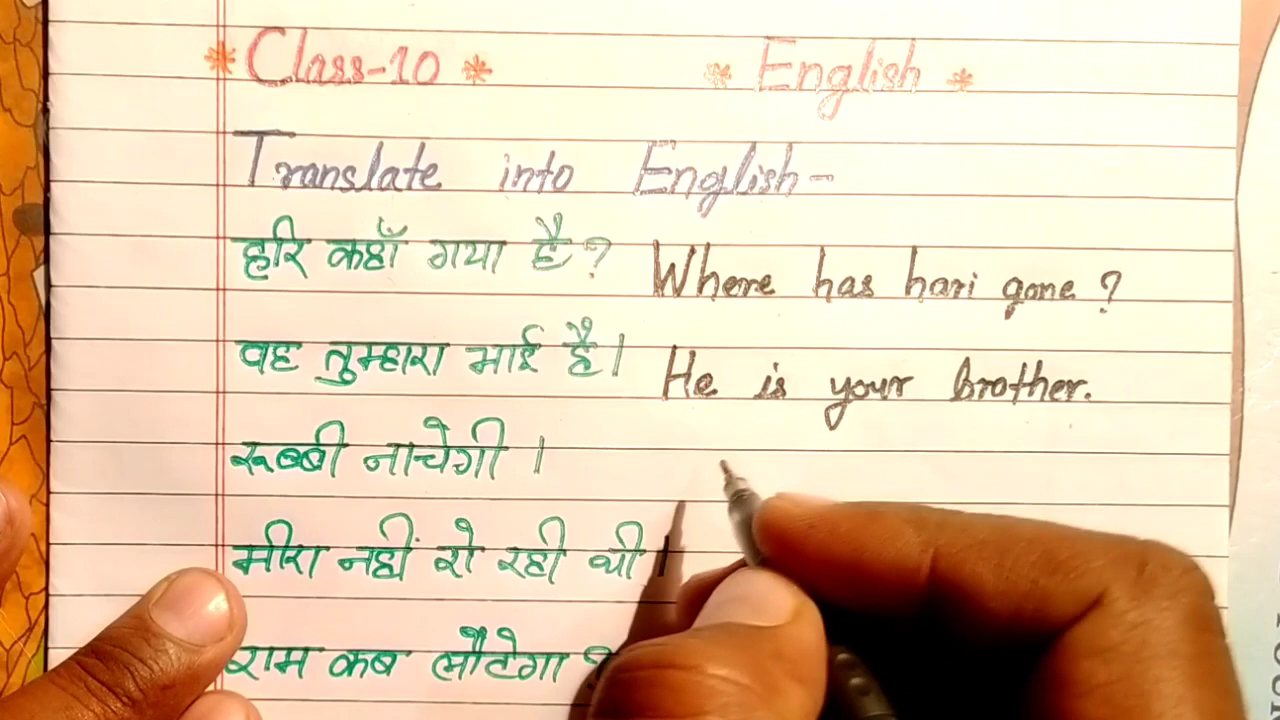 * Class-10 * * English *
Translate into English-
हरि कहाँ गया है? Where has hari gone ?
वह तुम्हारा भाई है। He is your brother.
रूब्बी नाचेगी ।
मीरा नहीं रो रही थी ।
राम कब लौटेगा ?